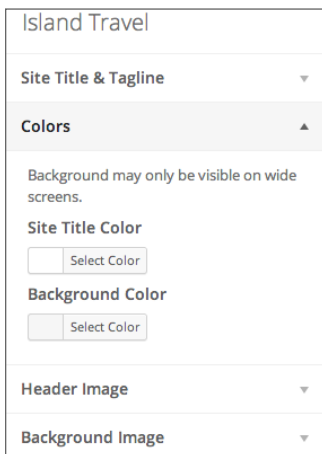 Island Travel
Site Title & Tagline
Colors
Background may only be visible on wide
screens.
Site Title Color
Select Color
Background Color
Select Color
Header Image
Background Image